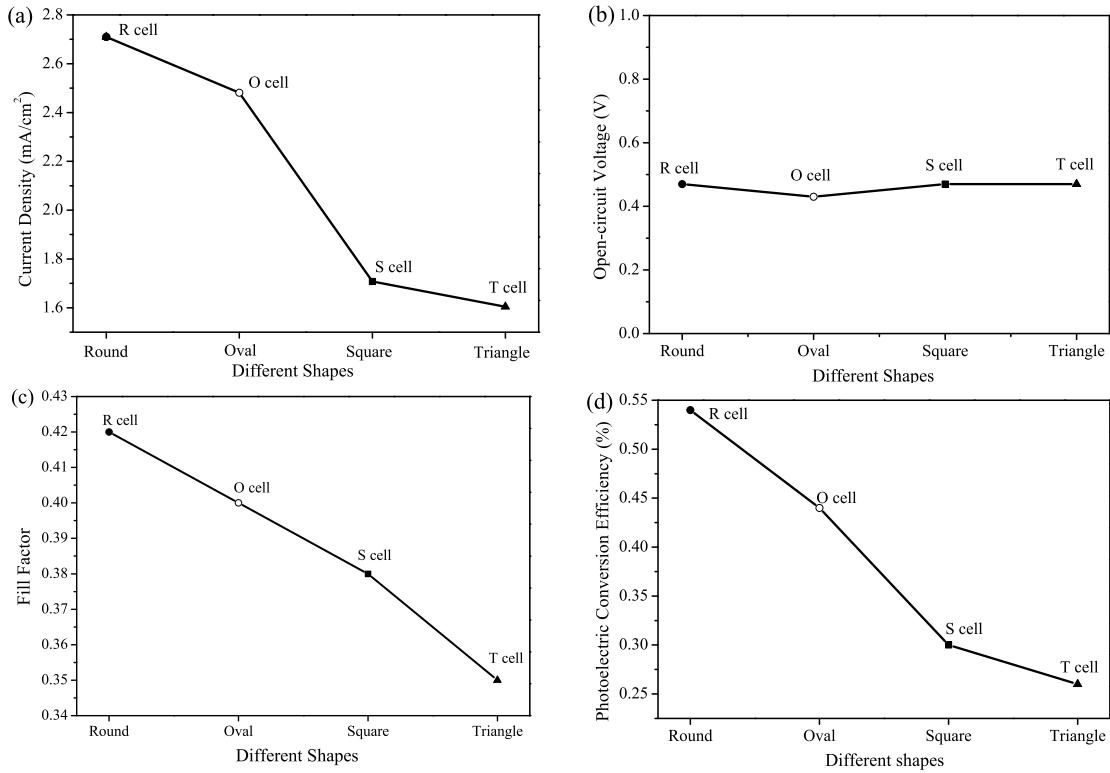 (a)
2.8
2.6
2.4
2.2
2.0
1.8
1.6
Current Density (mA/cm²)
R cell
O cell
S cell
T cell
Round Oval Square Triangle
Different Shapes
(b)
1.0
0.8
0.6
0.4
0.2
0.0
Open-circuit Voltage (V)
R cell
O cell
S cell
T cell
Round Oval Square Triangle
Different Shapes
(c)
0.43
0.42
0.41
0.40
0.39
0.38
0.37
0.36
0.35
0.34
Fill Factor
R cell
O cell
S cell
T cell
Round Oval Square Triangle
Different Shapes
(d)
0.55
0.50
0.45
0.40
0.35
0.30
0.25
Photoelectric Conversion Efficiency (%)
R cell
O cell
S cell
T cell
Round Oval Square Triangle
Different shapes